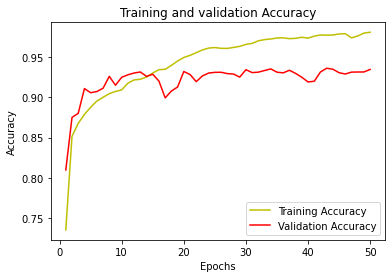 Training and validation Accuracy
Accuracy
0.95
0.90
0.85
0.80
0.75
Training Accuracy
Validation Accuracy
0 10 20 30 40 50
Epochs